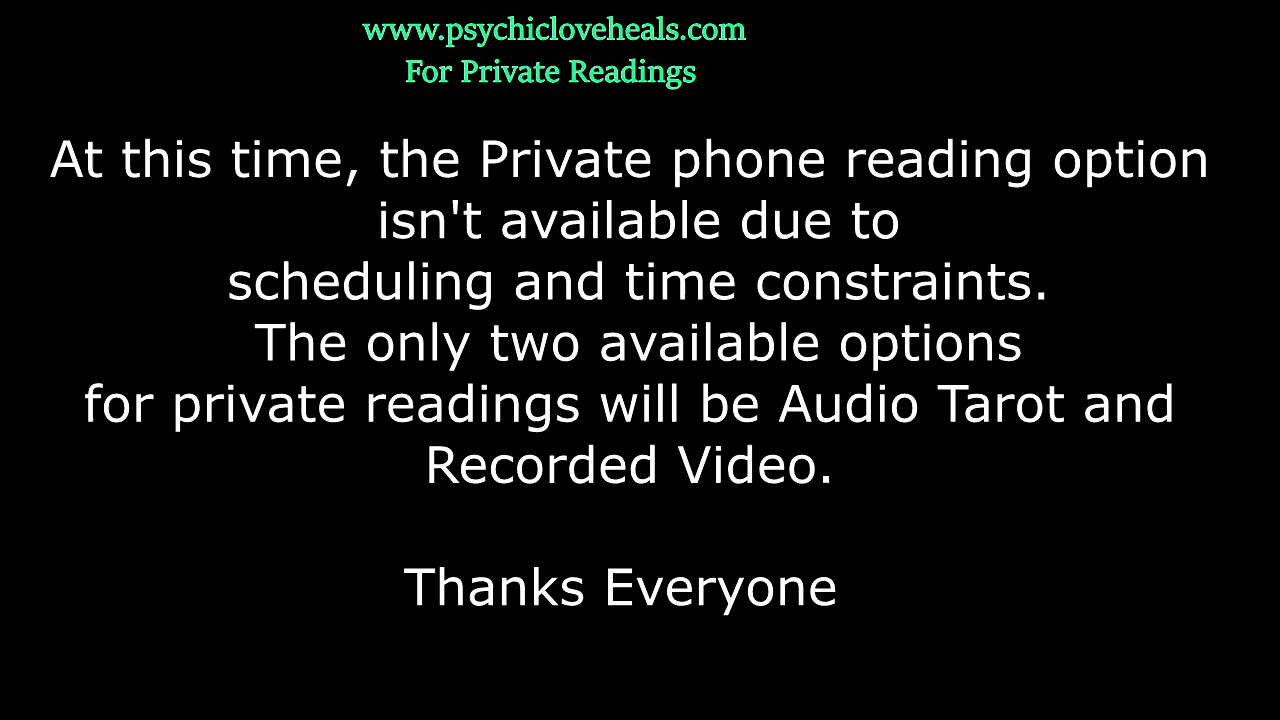 www.psychicloveheals.com
For Private Readings
At this time, the Private phone reading option
isn't available due to
scheduling and time constraints.
The only two available options
for private readings will be Audio Tarot and
Recorded Video.
Thanks Everyone